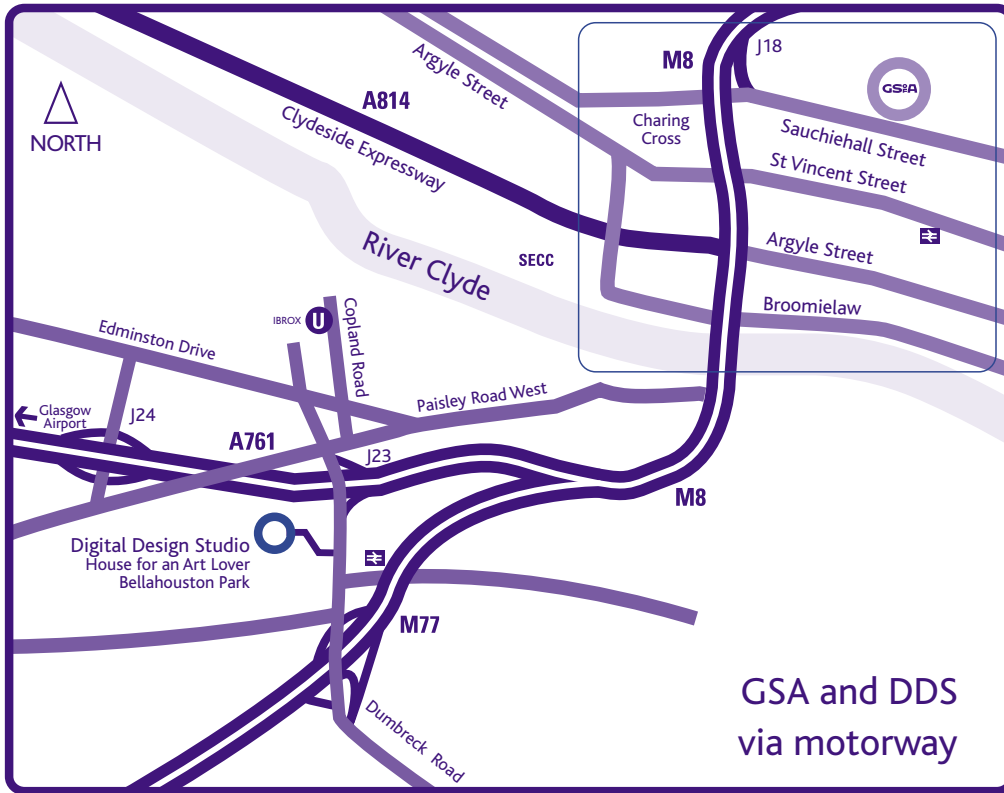 M8
J18
GSoA
Argyle Street
A814
Clydeside Expressway
NORTH
Charing
Cross
Sauchiehall Street
St Vincent Street
Argyle Street
Broomielaw
SECC
River Clyde
IBROX
U
Copland Road
Edminston Drive
Paisley Road West
Glasgow
Airport
J24
A761
J23
M8
Digital Design Studio
House for an Art Lover
Bellahouston Park
M77
Dumbreck Road
GSA and DDS
via motorway